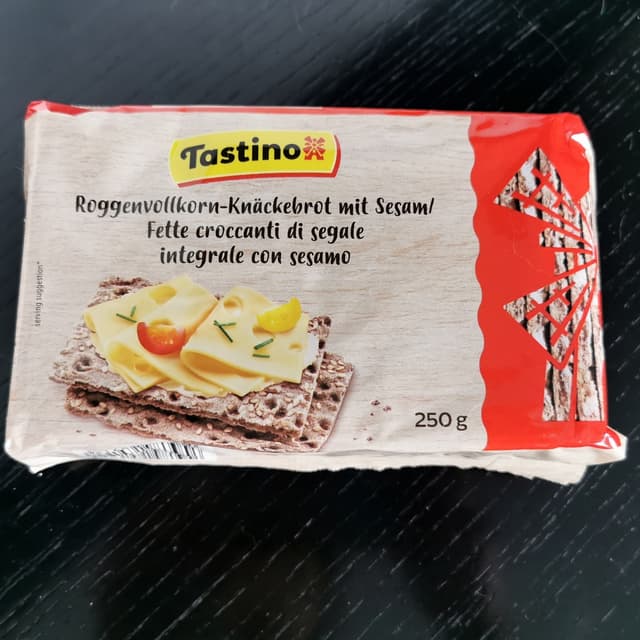 Tastino
Roggenvollkorn-Knäckebrot mit Sesam/
Fette croccanti di segale
integrale con sesamo
serving suggestion*
250 g